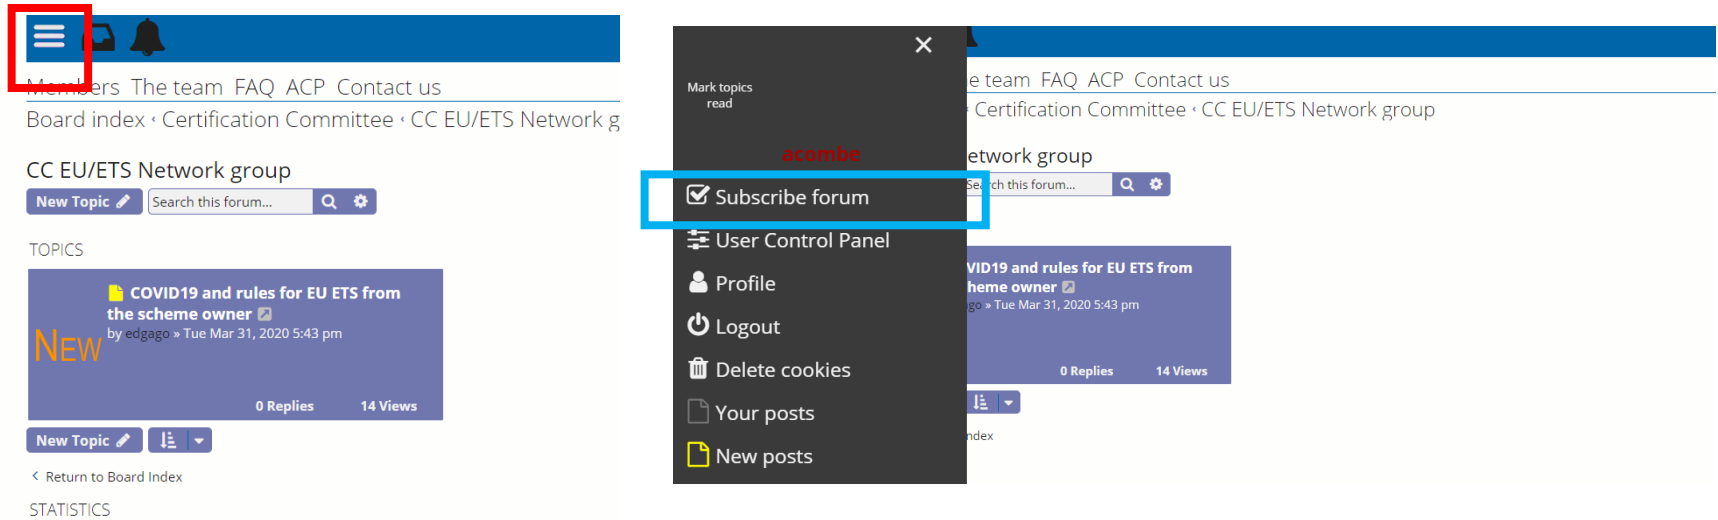 Members The team FAQ ACP Contact us
Board index ‹ Certification Committee ‹ CC EU/ETS Network g
CC EU/ETS Network group
New Topic
Search this forum...
TOPICS
COVID19 and rules for EU ETS from
the scheme owner
by edgago » Tue Mar 31, 2020 5:43 pm
NEW
0 Replies 14 Views
New Topic
Return to Board Index
STATISTICS
Mark topics
read
acombe
Subscribe forum
User Control Panel
Profile
Logout
Delete cookies
Your posts
New posts
e team FAQ ACP Contact us
‹ Certification Committee ‹ CC EU/ETS Network group
etwork group
Search this forum...
VID19 and rules for EU ETS from
heme owner
go » Tue Mar 31, 2020 5:43 pm
0 Replies 14 Views
ndex